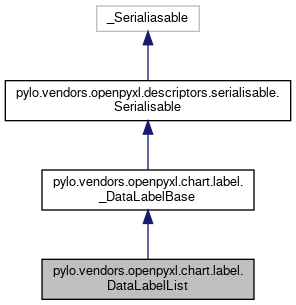 _Serialiasable
pylo.vendors.openpyxl.descriptors.serialisable.
Serialisable
pylo.vendors.openpyxl.chart.label.
_DataLabelBase
pylo.vendors.openpyxl.chart.label.
DataLabelList